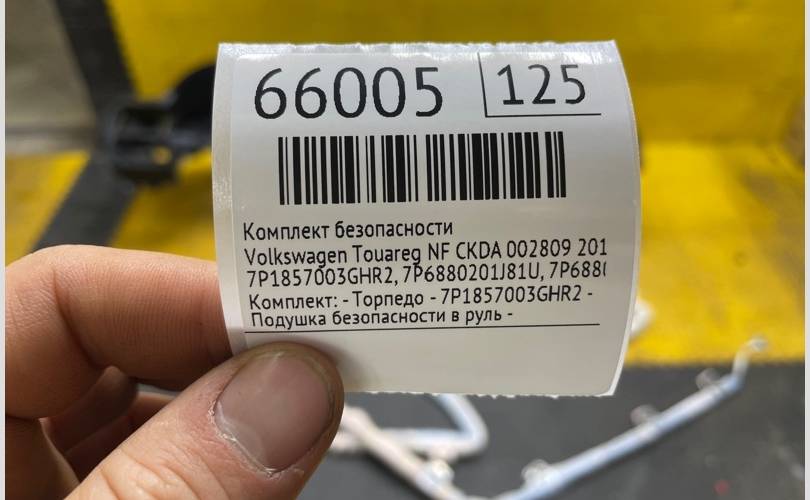 66005
125
Комплект безопасности
Volkswagen Touareg NF CKDA 002809 201
7P1857003GHR2, 7P6880201J81U, 7P688
Комплект: - Торпедо - 7P1857003GHR2 -
Подушка безопасности в руль -